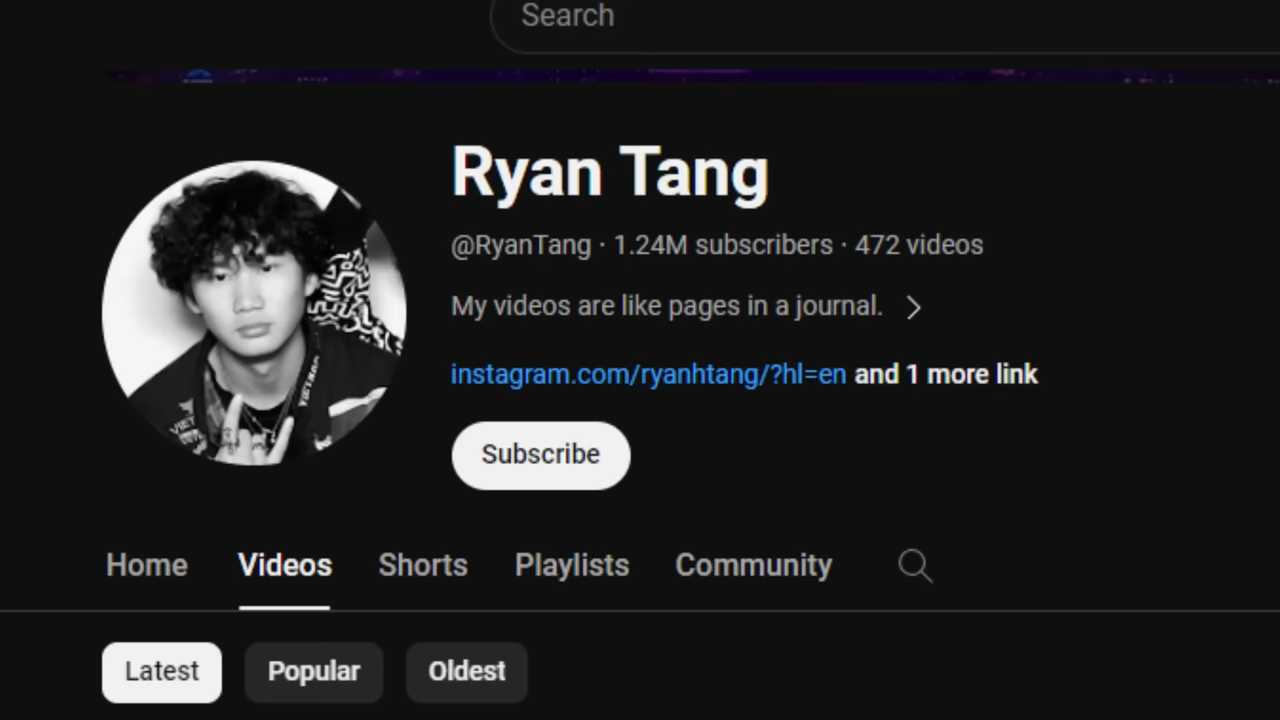 Search
Ryan Tang
@RyanTang · 1.24M subscribers · 472 videos
My videos are like pages in a journal.
instagram.com/ryanhtang/?hl=en and 1 more link
Subscribe
Home Videos Shorts Playlists Community
Latest Popular Oldest